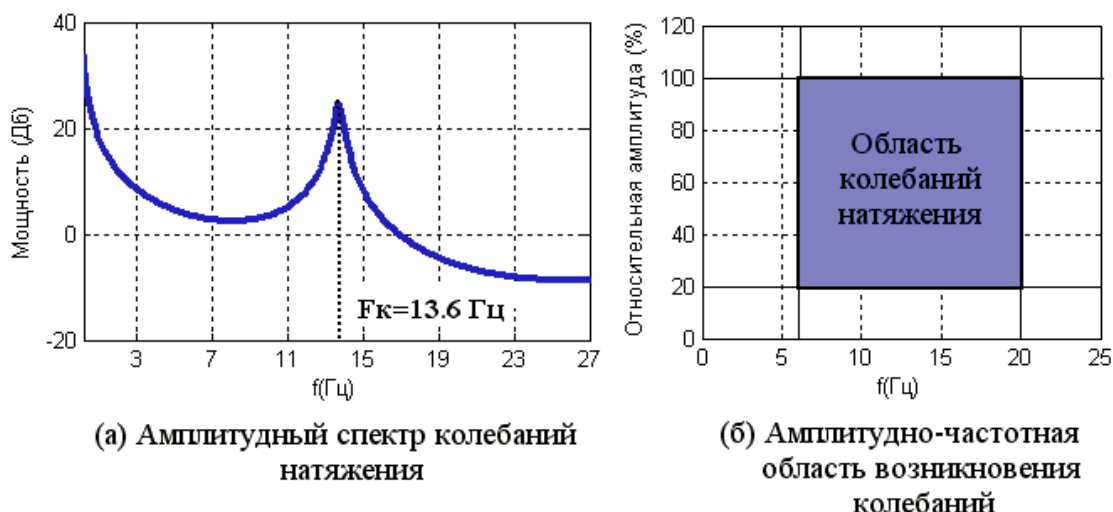 40
20
0
-20
Мощность (Дб)
Fк=13.6 Гц
3 7 11 15 19 23 27
f(Гц)
(а) Амплитудный спектр колебаний
натяжения
120
100
80
60
40
20
0
Относительная амплитуда (%)
Область
колебаний
натяжения
0 5 10 15 20 25
f(Гц)
(б) Амплитудно-частотная
область возникновения
колебаний